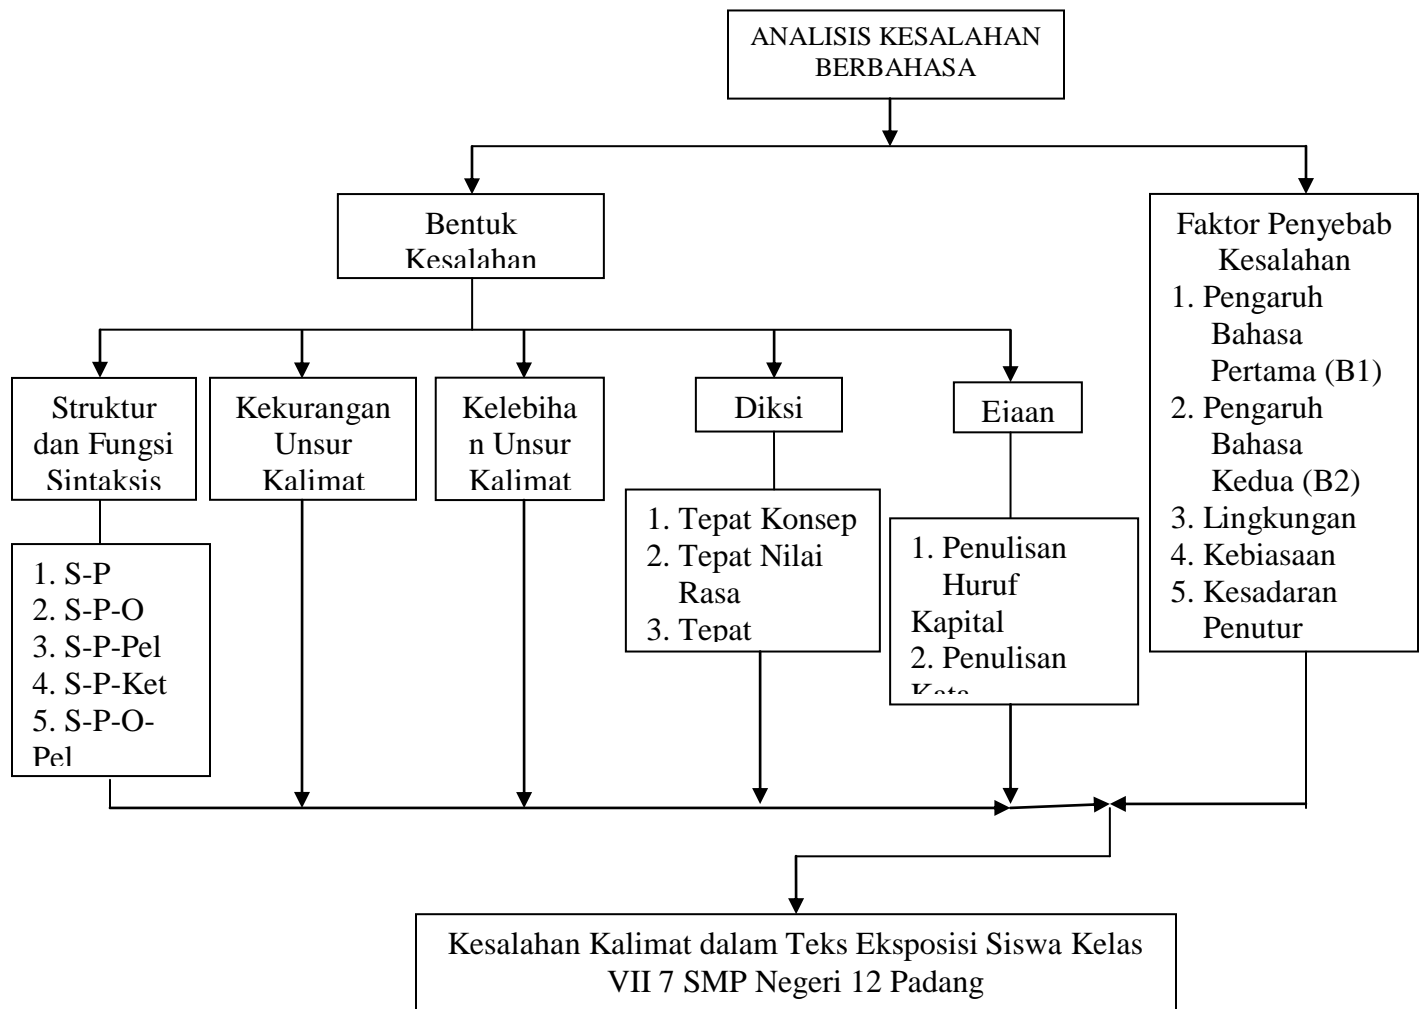 ANALISIS KESALAHAN
BERBAHASA
Bentuk
Kesalahan
Faktor Penyebab
Kesalahan
1. Pengaruh
Bahasa
Pertama (B1)
2. Pengaruh
Bahasa
Kedua (B2)
3. Lingkungan
4. Kebiasaan
5. Kesadaran
Penutur
Struktur
dan Fungsi
Sintaksis
Kekurangan
Unsur
Kalimat
Kelebiha
n Unsur
Kalimat
Diksi
Ejaan
1. S-P
2. S-P-O
3. S-P-Pel
4. S-P-Ket
5. S-P-O-
Pel
1. Tepat Konsep
2. Tepat Nilai
Rasa
3. Tepat
1. Penulisan
Huruf
Kapital
2. Penulisan
Kata
Kesalahan Kalimat dalam Teks Eksposisi Siswa Kelas
VII 7 SMP Negeri 12 Padang